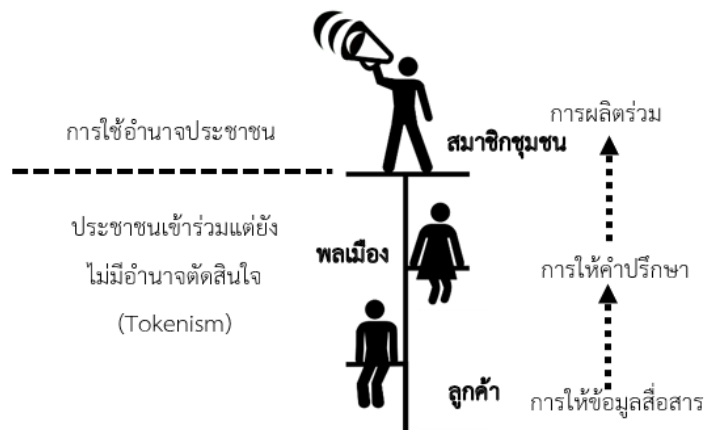 การใช้อำนาจประชาชน
สมาชิกชุมชน
การผลิตร่วม
ประชาชนเข้าร่วมแต่ยัง
ไม่มีอำนาจตัดสินใจ
(Tokenism)
พลเมือง
การให้คำปรึกษา
ลูกค้า
การให้ข้อมูลสื่อสาร